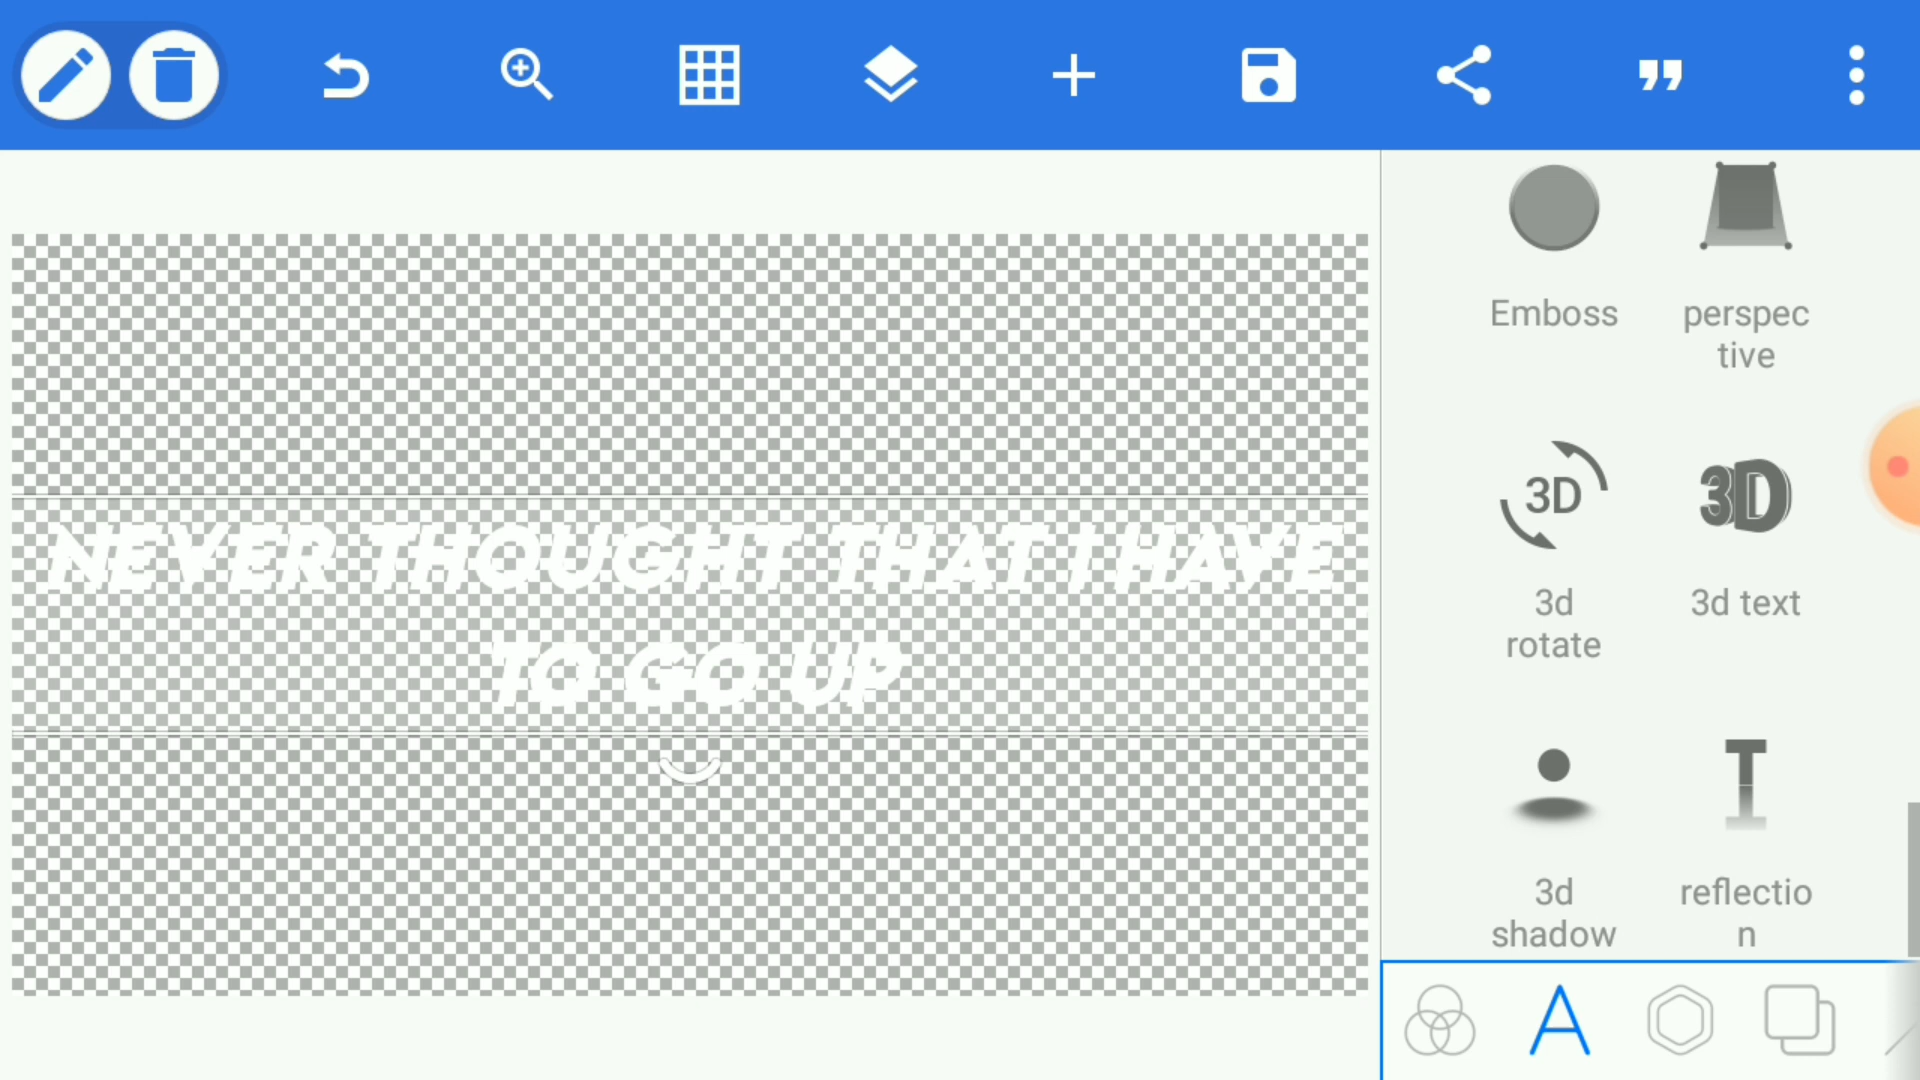 Emboss
perspec
tive
3D
3D
3d
rotate
3d text
3d
shadow
reflectio
n
NEVER THOUGHT THAT I HAVE
TO GO UP